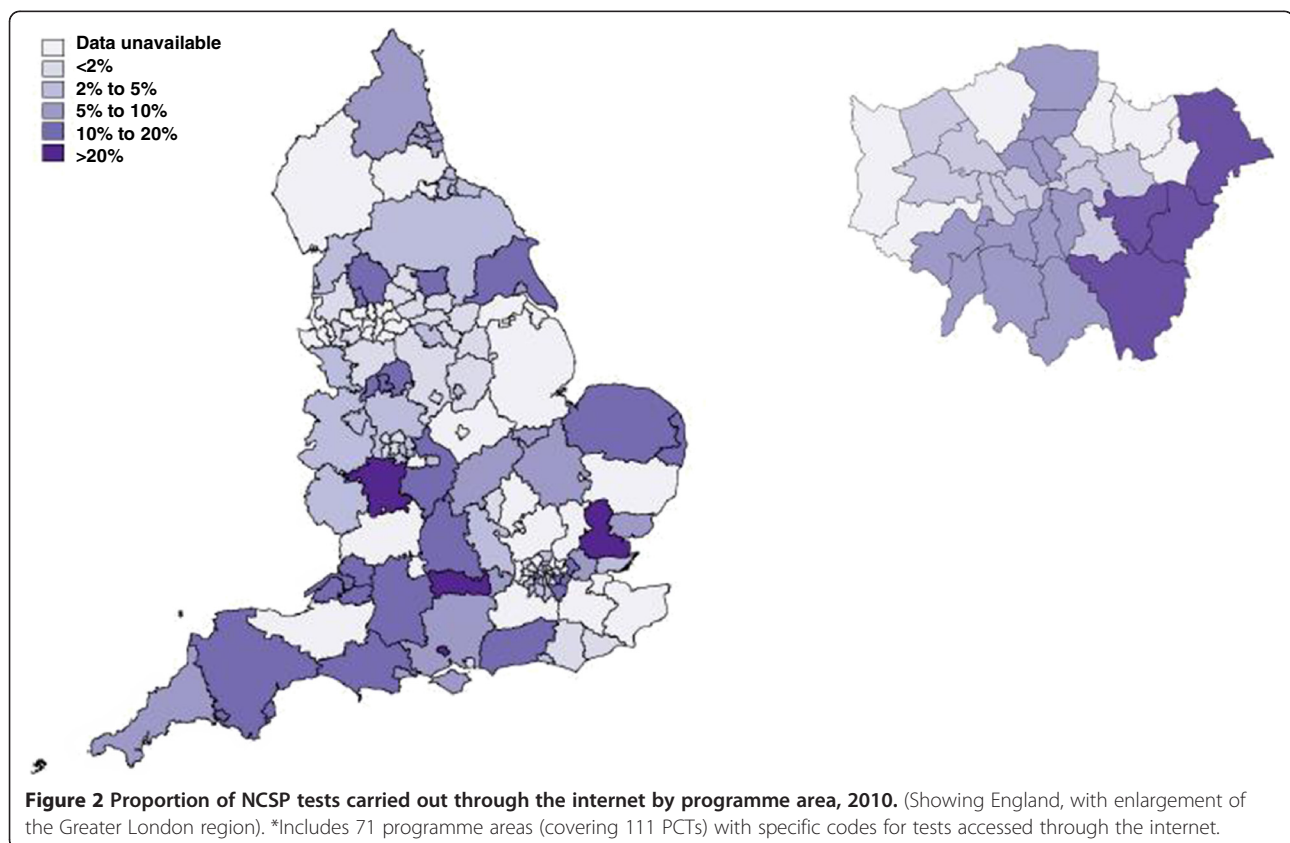 Data unavailable
<2%
2% to 5%
5% to 10%
10% to 20%
>20%
Figure 2 Proportion of NCSP tests carried out through the internet by programme area, 2010. (Showing England, with enlargement of
the Greater London region). *Includes 71 programme areas (covering 111 PCTs) with specific codes for tests accessed through the internet.